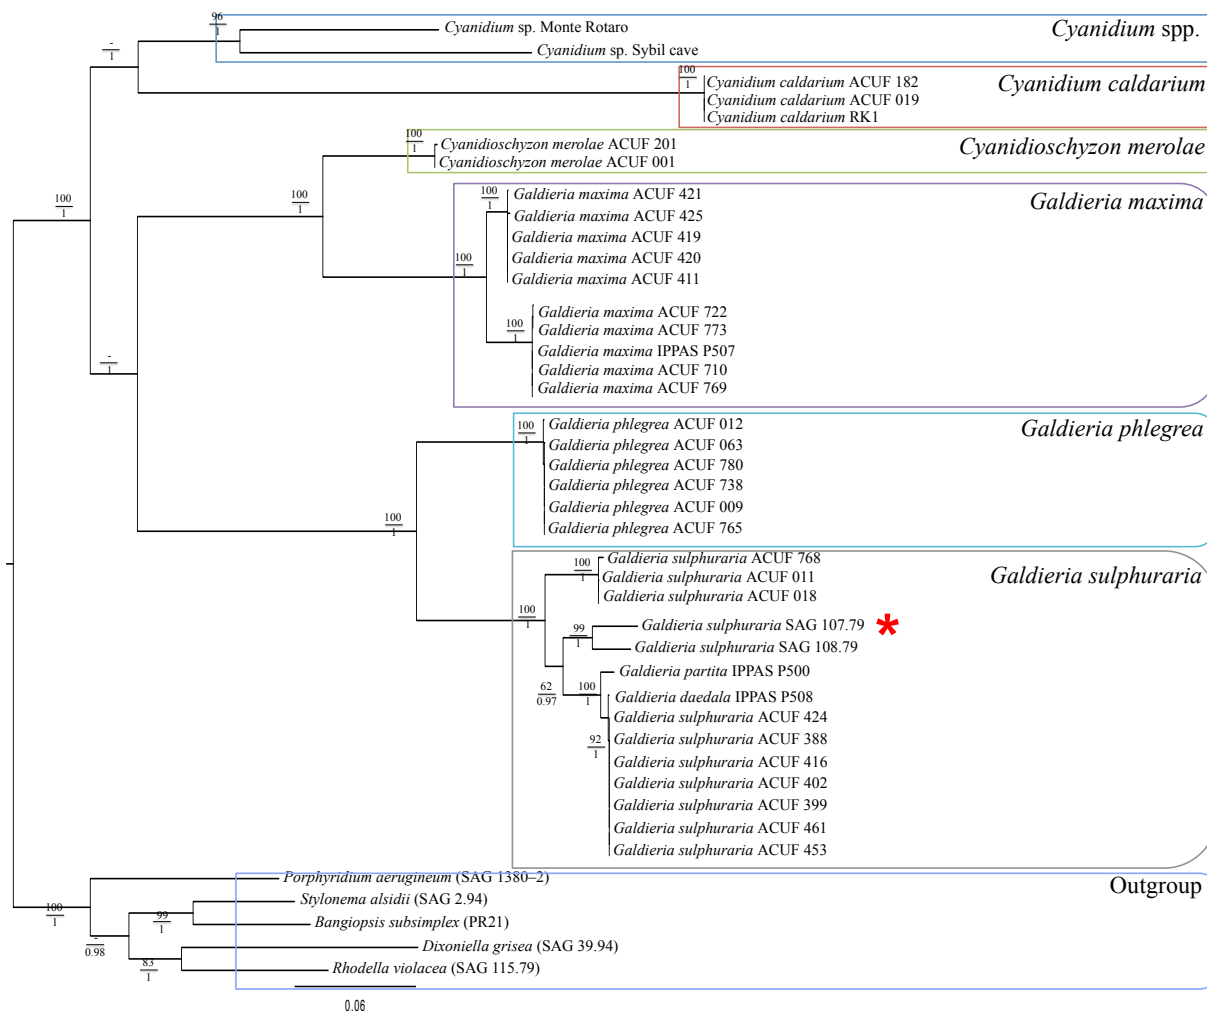 96
1
Cyanidium sp. Monte Rotaro
Cyanidium spp.
-
1
Cyanidium sp. Sybil cave
100
1
Cyanidium caldarium ACUF 182
Cyanidium caldarium
Cyanidium caldarium ACUF 019
Cyanidium caldarium RK1
100
1
Cyanidioschyzon merolae ACUF 201
Cyanidioschyzon merolae
Cyanidioschyzon merolae ACUF 001
100
1
100
1
100
1
Galdieria maxima ACUF 421
Galdieria maxima
Galdieria maxima ACUF 425
Galdieria maxima ACUF 419
Galdieria maxima ACUF 420
100
1
Galdieria maxima ACUF 411
Galdieria maxima ACUF 722
100
1
Galdieria maxima ACUF 773
Galdieria maxima IPPAS P507
-
1
Galdieria maxima ACUF 710
Galdieria maxima ACUF 769
100
1
Galdieria phlegrea ACUF 012
Galdieria phlegrea
Galdieria phlegrea ACUF 063
Galdieria phlegrea ACUF 780
Galdieria phlegrea ACUF 738
Galdieria phlegrea ACUF 009
100
1
Galdieria phlegrea ACUF 765
Galdieria sulphuraria ACUF 768
100
1
Galdieria sulphuraria ACUF 011
Galdieria sulphuraria
Galdieria sulphuraria ACUF 018
100
1
Galdieria sulphuraria SAG 107.79 *
99
1
Galdieria sulphuraria SAG 108.79
Galdieria partita IPPAS P500
62
0.97
100
1
Galdieria daedala IPPAS P508
Galdieria sulphuraria ACUF 424
92
1
Galdieria sulphuraria ACUF 388
Galdieria sulphuraria ACUF 416
Galdieria sulphuraria ACUF 402
Galdieria sulphuraria ACUF 399
Galdieria sulphuraria ACUF 461
Galdieria sulphuraria ACUF 453
Porphyridium aerugineum (SAG 1380–2)
Outgroup
100
1
Stylonema alsidii (SAG 2.94)
99
1
Bangiopsis subsimplex (PR21)
-
0.98
Dixoniella grisea (SAG 39.94)
83
1
Rhodella violacea (SAG 115.79)
0.06